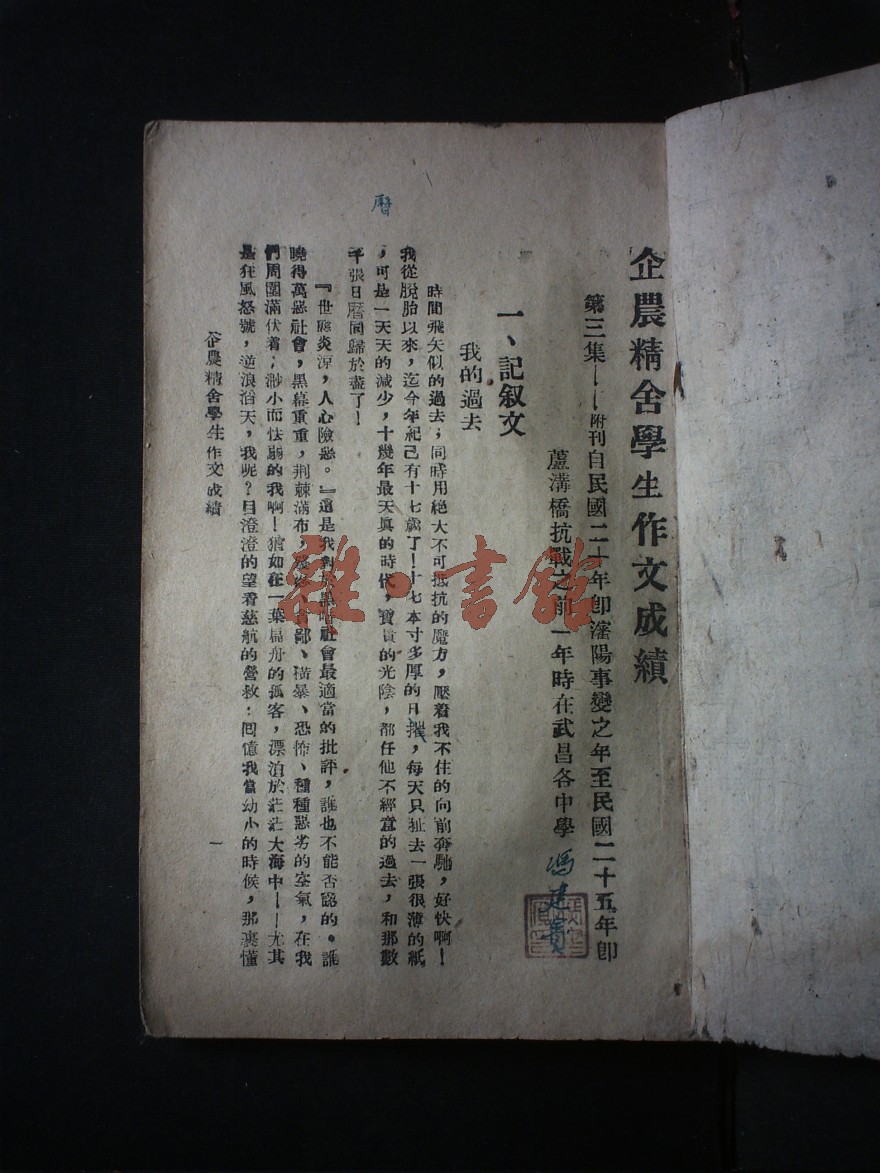 企農精舍學生作文成績
第三集——附刊自民國二十年即瀋陽事變之年至民國二十五年即
蘆溝橋抗戰之前一年時在武昌各中學
馮建
一、記叙文
我的過去
時間飛矢似的過去；同時用絕大不可抵抗的魔力，壓着我不住的向前奔馳，好快啊！
我從脫胎以來，迄今年紀己有十七歲了！十七本寸多厚的日，每天只扯去一張很薄的紙
，可是一天天的減少，十幾年最天真的時代，寶貴的光陰，都任他不經意的過去，和那數
千張日曆同歸於盡了！
『世態炎涼，人心險惡。』這是我對社會最適當的批評，誰也不能否認的。誰
曉得萬惡社會，黑幕重重，荆棘滿布，鄙、橫暴、恐怖、種種惡劣的空氣，在我
們周圍滿伏着；渺小而怯弱的我啊！猶如在一葉扁舟的孤客，漂泊於茫茫大海中——尤其
是狂風怒號，逆浪滔天，我呢？目澄澄的望着慈航的營救：回憶我當幼小的時候，那裏懂
企農精舍學生作文成績
一
曆
雜·書館